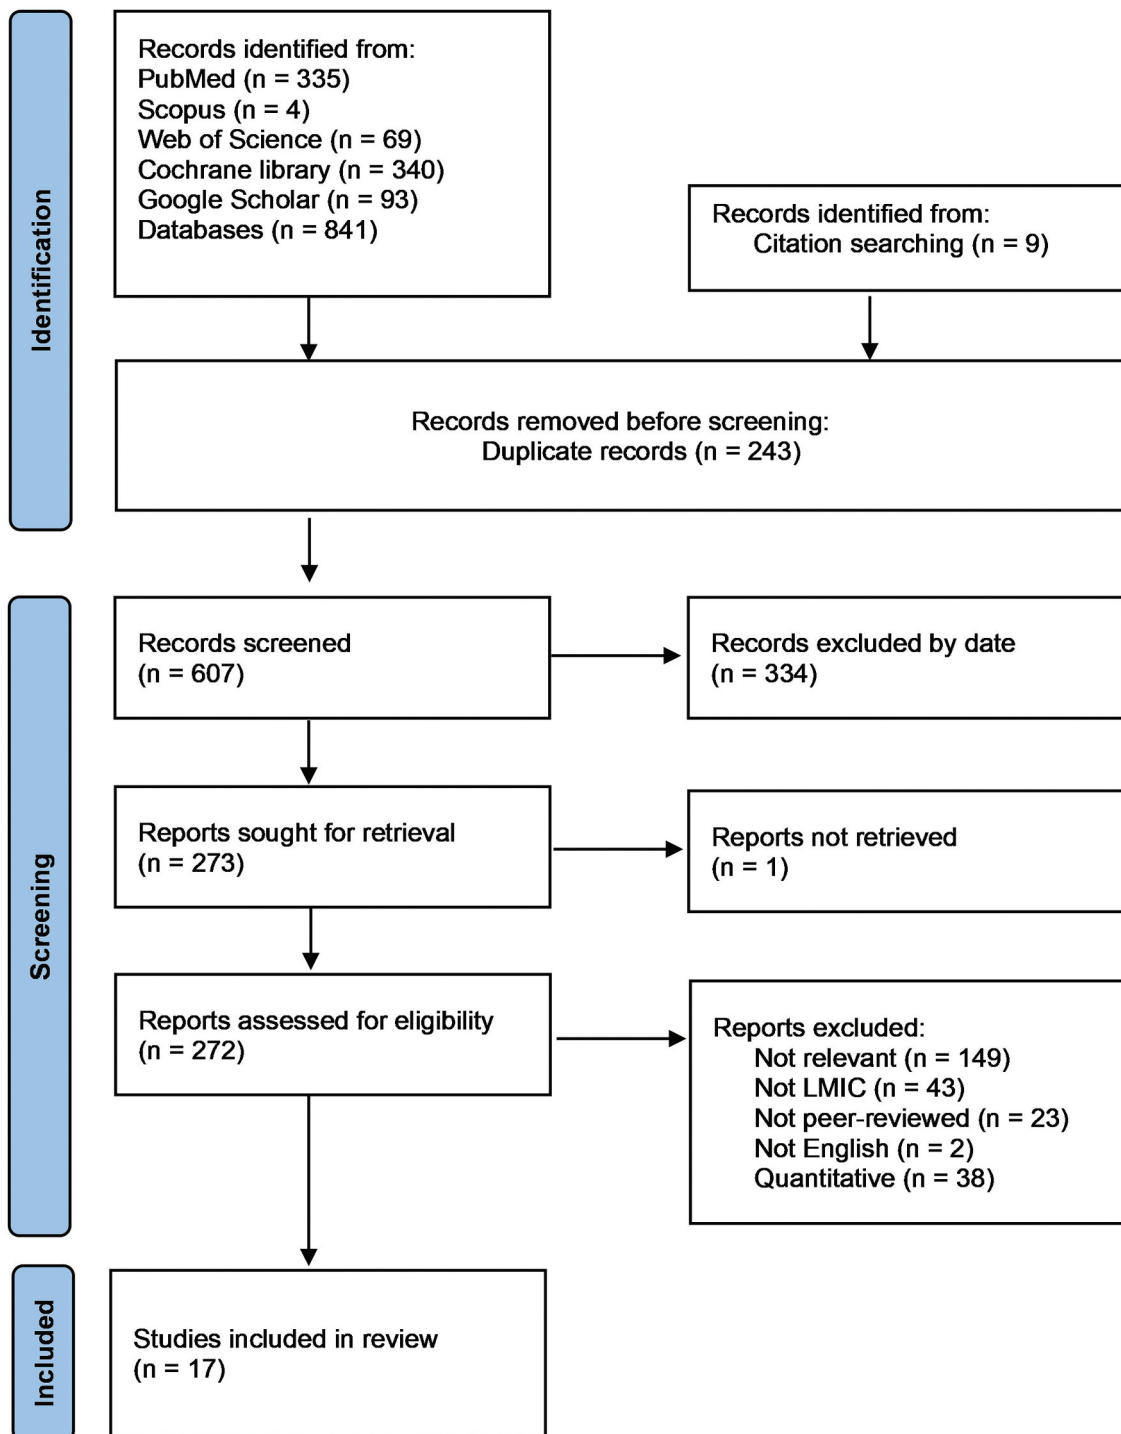 Identification
Records identified from:
PubMed (n = 335)
Scopus (n = 4)
Web of Science (n = 69)
Cochrane library (n = 340)
Google Scholar (n = 93)
Databases (n = 841)
Records identified from:
Citation searching (n = 9)
Records removed before screening:
Duplicate records (n = 243)
Screening
Records screened
(n = 607)
Records excluded by date
(n = 334)
Reports sought for retrieval
(n = 273)
Reports not retrieved
(n = 1)
Reports assessed for eligibility
(n = 272)
Reports excluded:
Not relevant (n = 149)
Not LMIC (n = 43)
Not peer-reviewed (n = 23)
Not English (n = 2)
Quantitative (n = 38)
Included
Studies included in review
(n = 17)